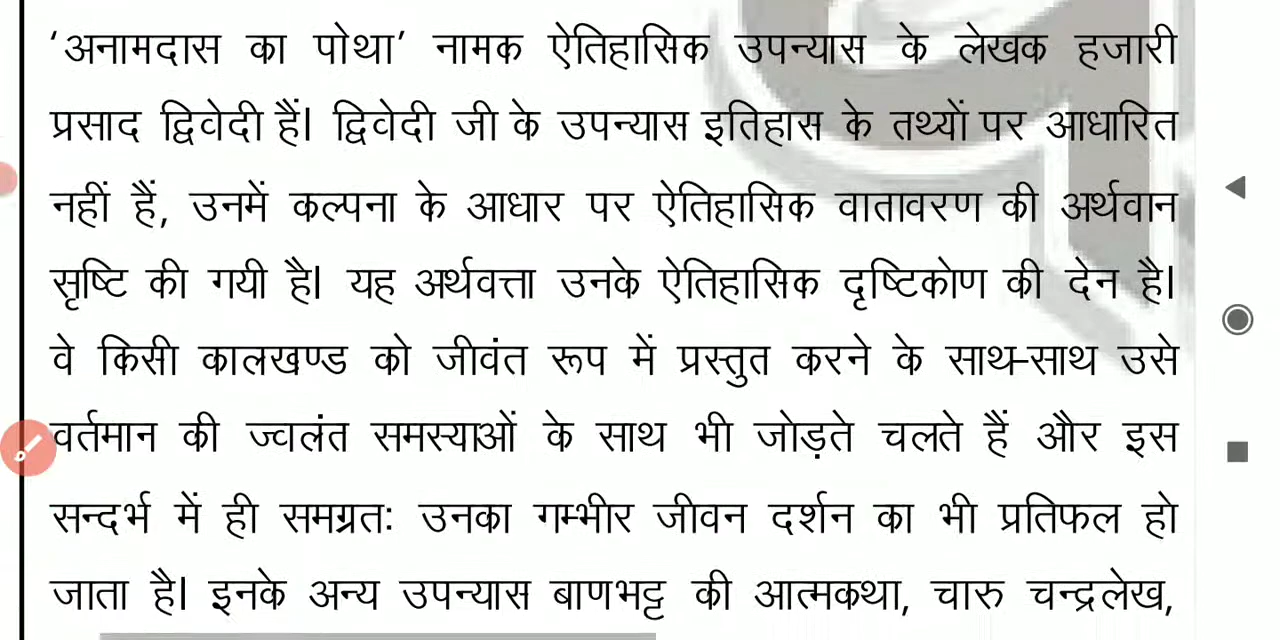 ‘अनामदास का पोथा’ नामक ऐतिहासिक उपन्यास के लेखक हजारी
प्रसाद द्विवेदी हैं। द्विवेदी जी के उपन्यास इतिहास के तथ्यों पर आधारित
नहीं हैं, उनमें कल्पना के आधार पर ऐतिहासिक वातावरण की अर्थवान
सृष्टि की गयी है। यह अर्थवत्ता उनके ऐतिहासिक दृष्टिकोण की देन है।
वे किसी कालखण्ड को जीवंत रूप में प्रस्तुत करने के साथ-साथ उसे
वर्तमान की ज्वलंत समस्याओं के साथ भी जोड़ते चलते हैं और इस
सन्दर्भ में ही समग्रतः उनका गम्भीर जीवन दर्शन का भी प्रतिफल हो
जाता है। इनके अन्य उपन्यास बाणभट्ट की आत्मकथा, चारु चन्द्रलेख,